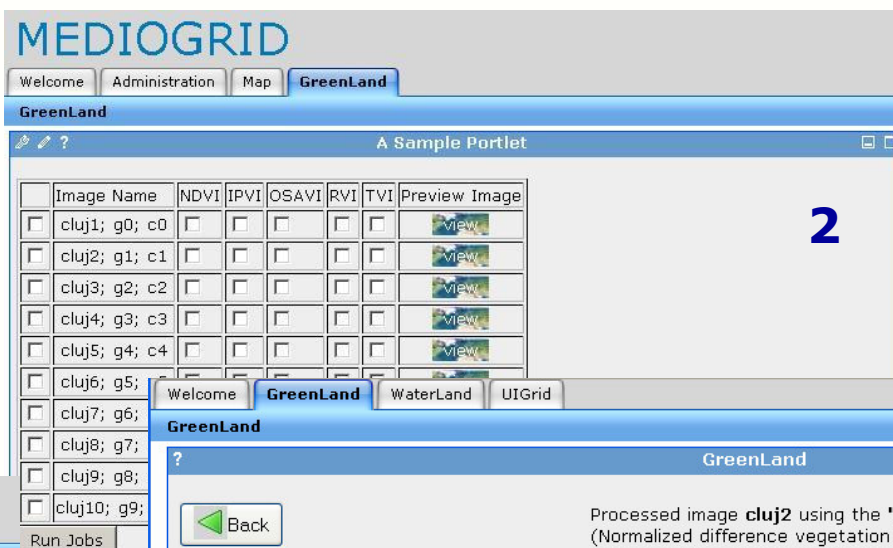 MEDIOGRID
Welcome Administration Map GreenLand
GreenLand
? A Sample Portlet
2
Image Name NDVI IPVI OSAVI RVI TVI Preview Image
cluj1; g0; c0 view
cluj2; g1; c1 view
cluj3; g2; c2 view
cluj4; g3; c3 view
cluj5; g4; c4 view
cluj6; g5;
cluj7; g6;
cluj8; g7;
cluj9; g8;
cluj10; g9;
Run Jobs
Welcome GreenLand WaterLand UIGrid
GreenLand
? GreenLand
Back
Processed image cluj2 using the '
(Normalized difference vegetation